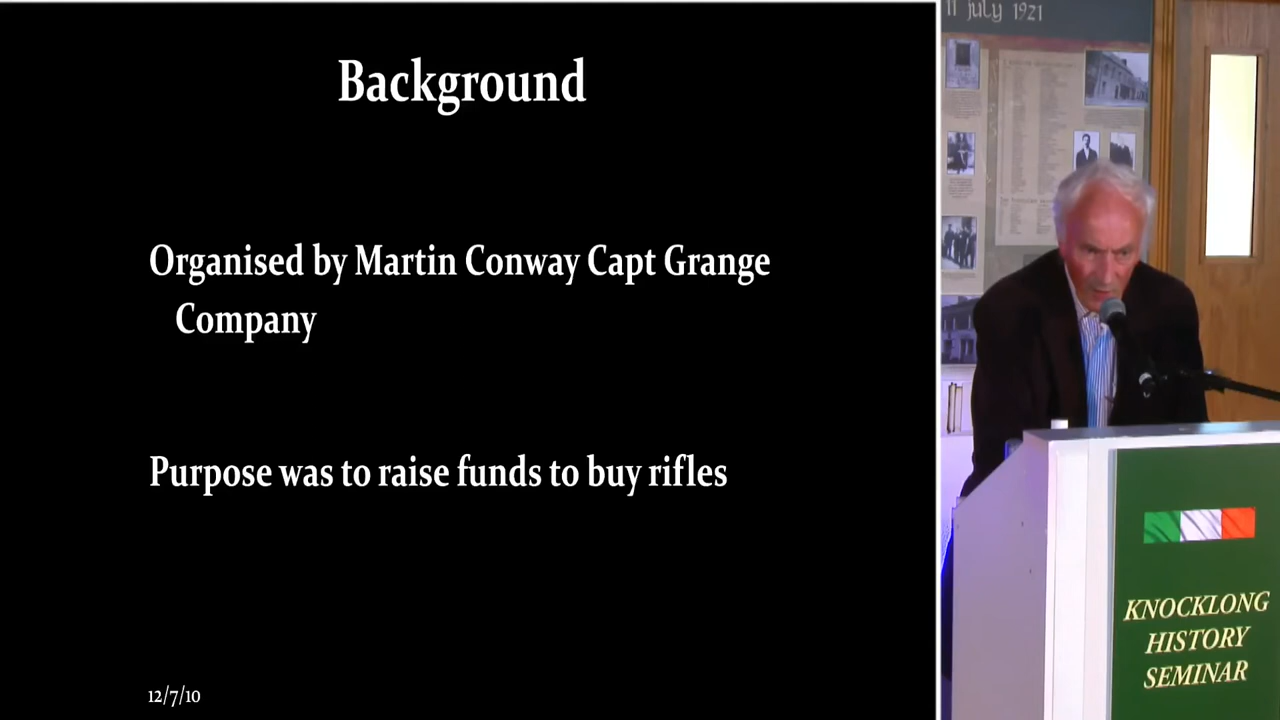 Background
Organised by Martin Conway Capt Grange
Company
Purpose was to raise funds to buy rifles
12/7/10
11 July 1921
KNOCKLONG
HISTORY
SEMINAR